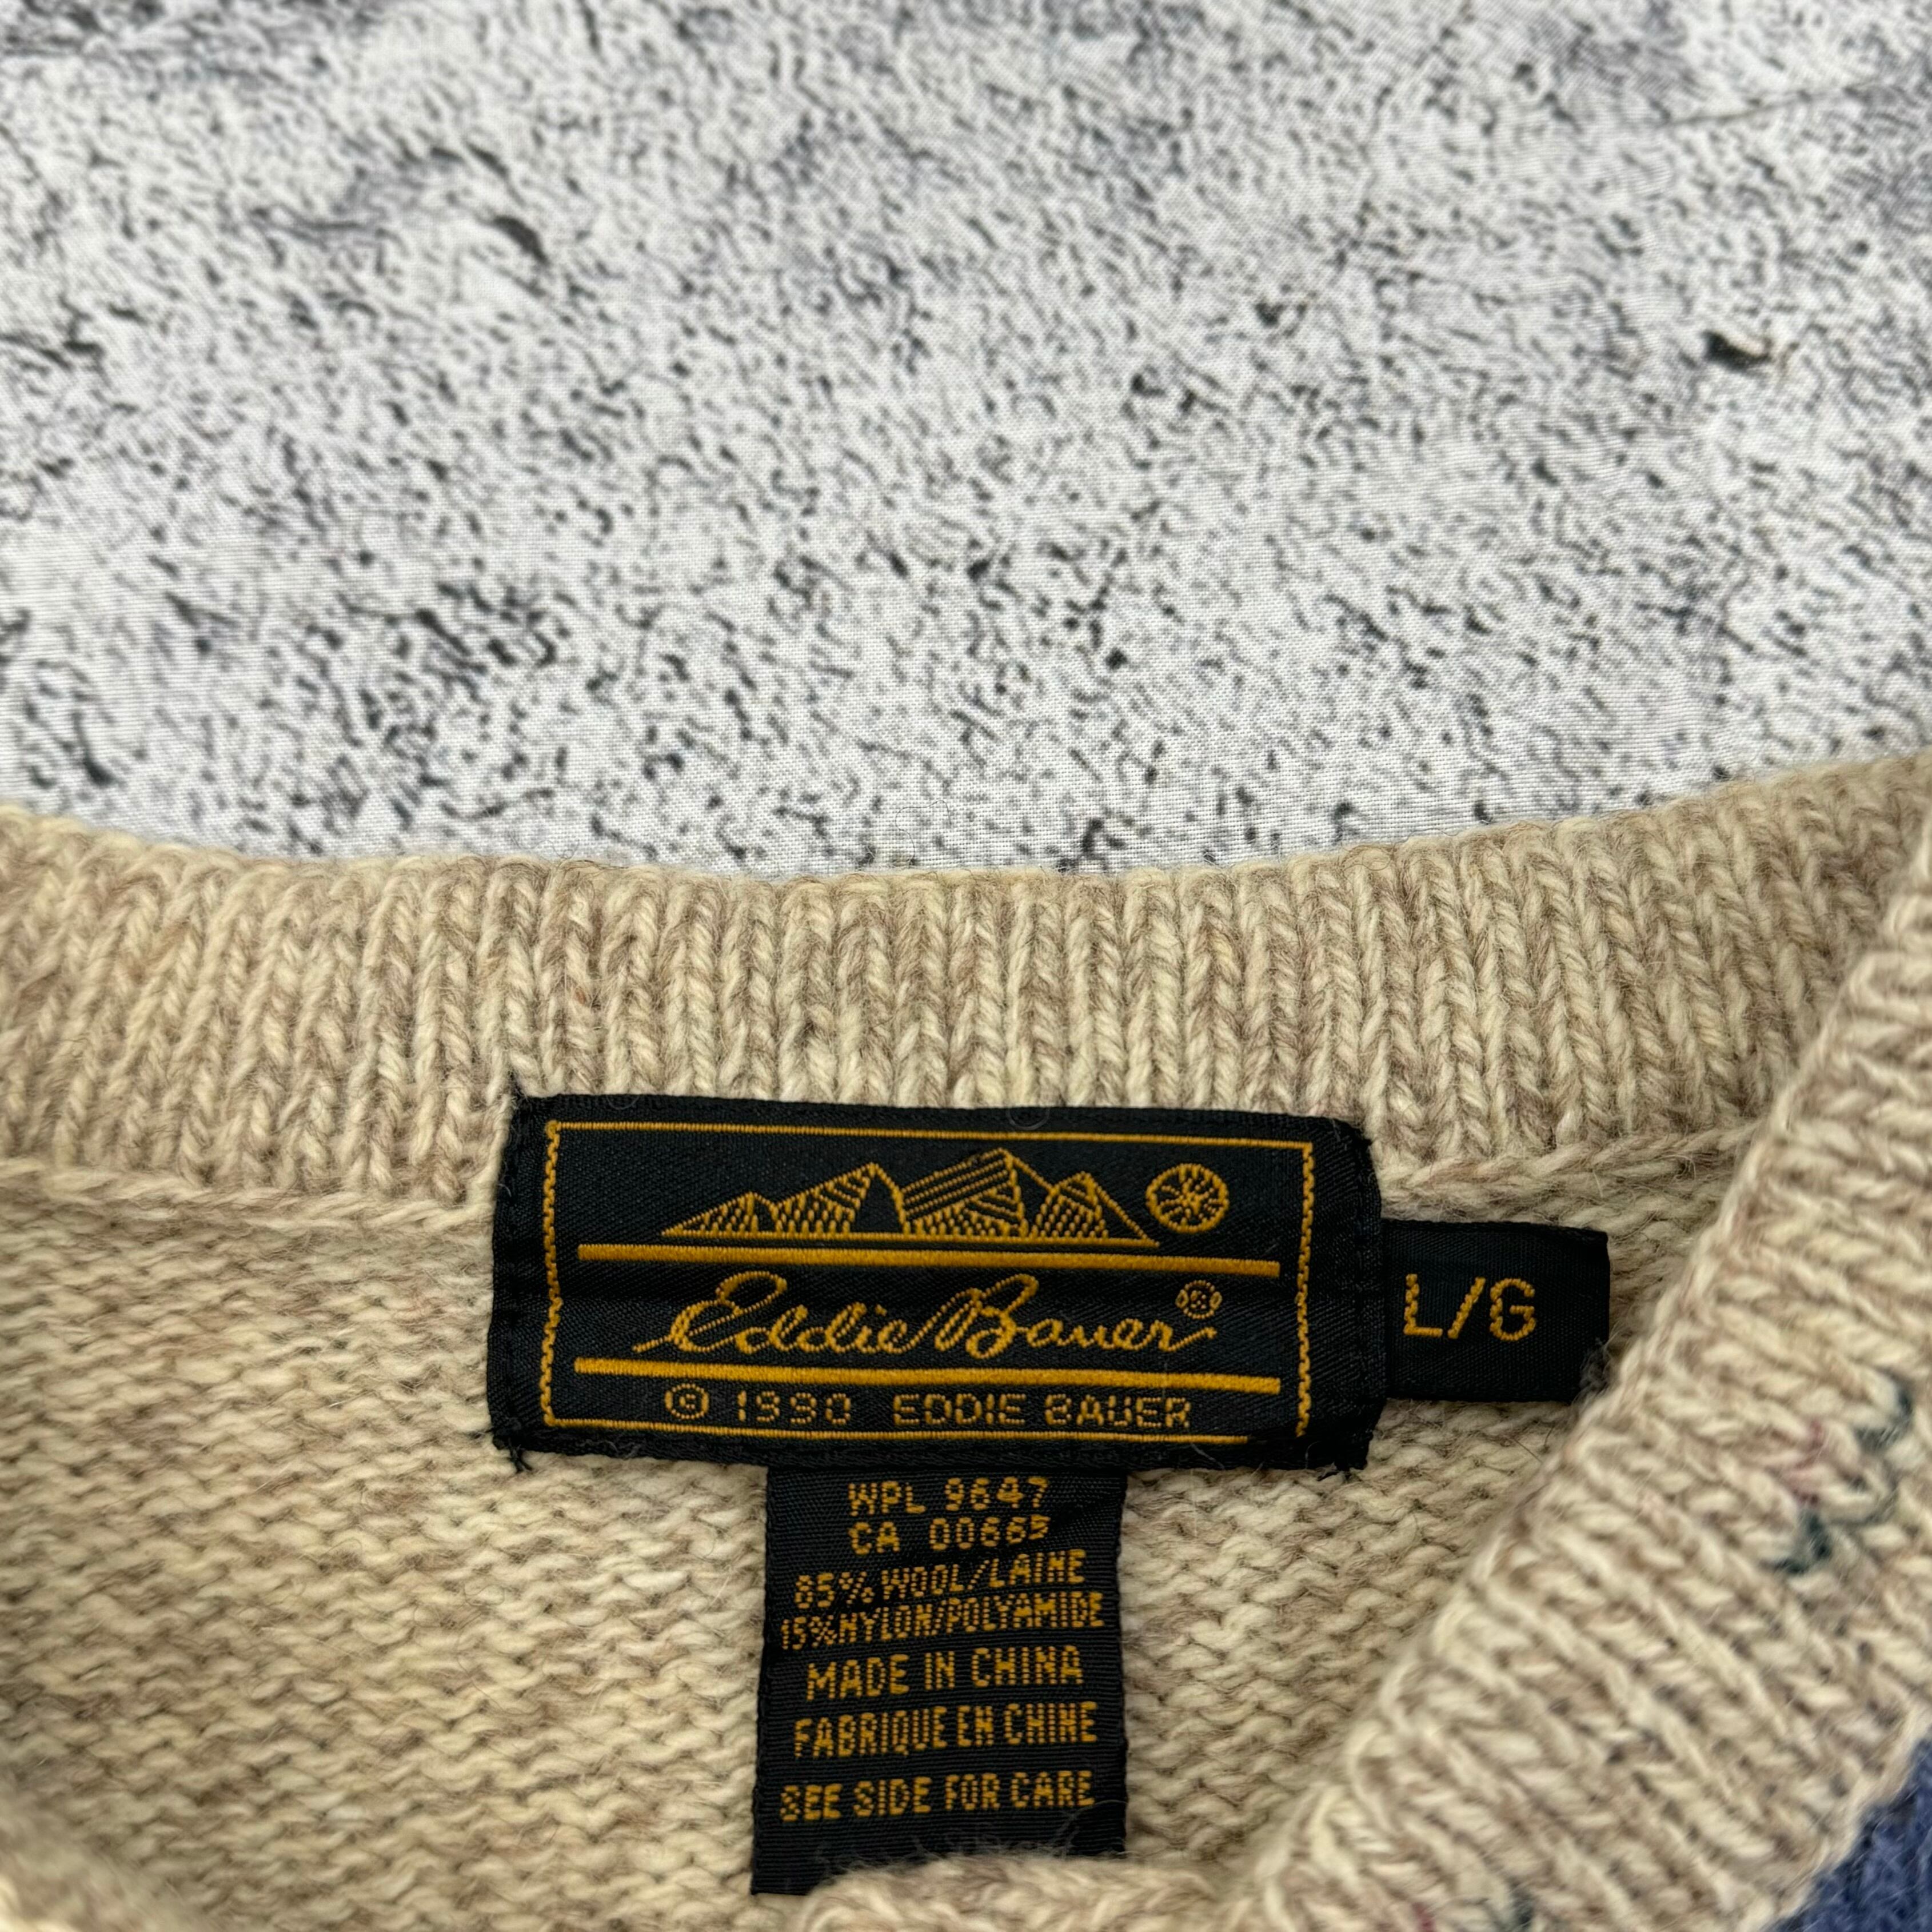 Eddie Bauer®
L/G
© 1990 EDDIE BAUER
WPL 9647
CA 00665
85% WOOL/LAINE
15% NYLON/POLYAMIDE
MADE IN CHINA
FABRIQUE EN CHINE
SEE SIDE FOR CARE